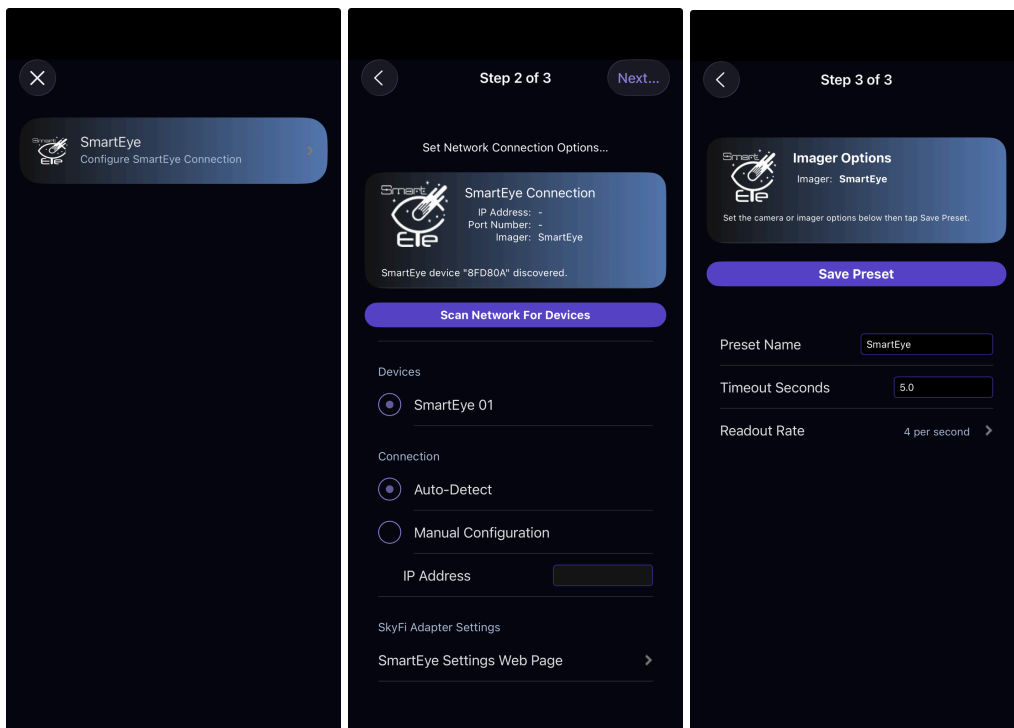 Smart
EYe
SmartEye
Configure SmartEye Connection
Step 2 of 3
Next...
Set Network Connection Options...
Smart
EYe
SmartEye Connection
IP Address: -
Port Number: -
Imager: SmartEye
SmartEye device "8FD80A" discovered.
Scan Network For Devices
Devices
SmartEye 01
Connection
Auto-Detect
Manual Configuration
IP Address
SkyFi Adapter Settings
SmartEye Settings Web Page
Step 3 of 3
Smart
EYe
Imager Options
Imager: SmartEye
Set the camera or imager options below then tap Save Preset.
Save Preset
Preset Name
SmartEye
Timeout Seconds
5.0
Readout Rate
4 per second